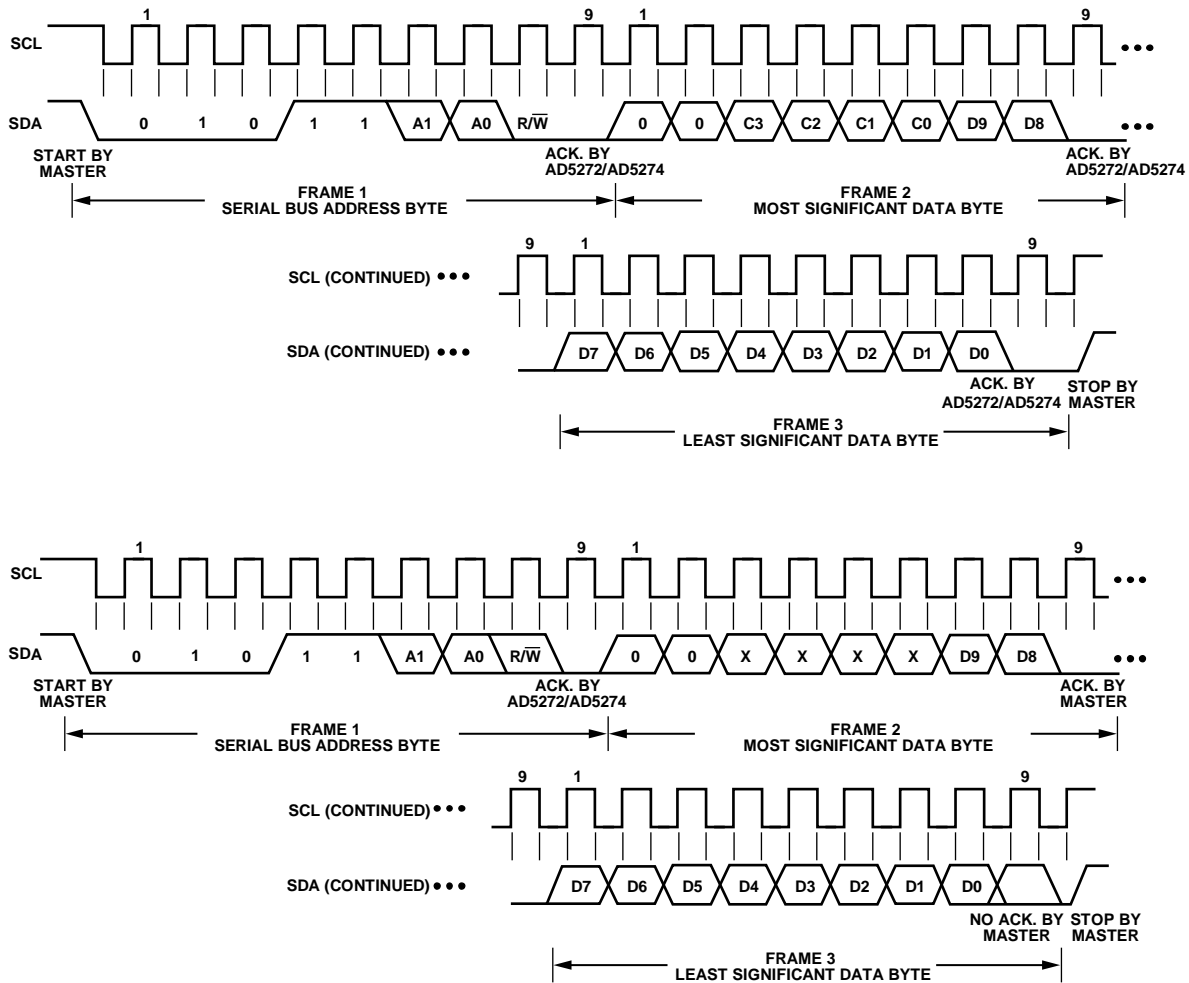 1 9 1 9
SCL •••
SDA 0 1 0 1 1 A1 A0 R/W̅ 0 0 C3 C2 C1 C0 D9 D8 •••
START BY MASTER
ACK. BY AD5272/AD5274
ACK. BY AD5272/AD5274
FRAME 1
SERIAL BUS ADDRESS BYTE
FRAME 2
MOST SIGNIFICANT DATA BYTE
9 1 9
SCL (CONTINUED) •••
SDA (CONTINUED) ••• D7 D6 D5 D4 D3 D2 D1 D0
ACK. BY AD5272/AD5274
STOP BY MASTER
FRAME 3
LEAST SIGNIFICANT DATA BYTE
1 9 1 9
SCL •••
SDA 0 1 0 1 1 A1 A0 R/W̅ 0 0 X X X X D9 D8 •••
START BY MASTER
ACK. BY AD5272/AD5274
ACK. BY MASTER
FRAME 1
SERIAL BUS ADDRESS BYTE
FRAME 2
MOST SIGNIFICANT DATA BYTE
9 1 9
SCL (CONTINUED) •••
SDA (CONTINUED) ••• D7 D6 D5 D4 D3 D2 D1 D0
NO ACK. BY MASTER
STOP BY MASTER
FRAME 3
LEAST SIGNIFICANT DATA BYTE